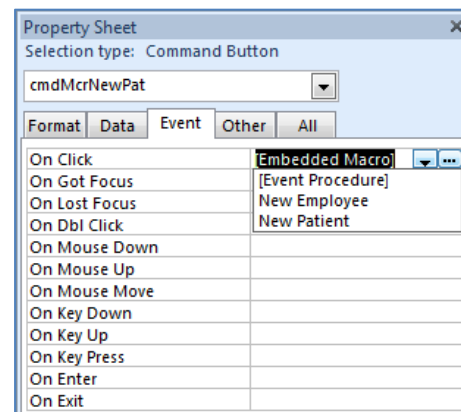 Property Sheet
Selection type: Command Button
cmdMcrNewPat
Format Data Event Other All
On Click [Embedded Macro]
On Got Focus [Event Procedure]
On Lost Focus New Employee
On Dbl Click New Patient
On Mouse Down
On Mouse Up
On Mouse Move
On Key Down
On Key Up
On Key Press
On Enter
On Exit